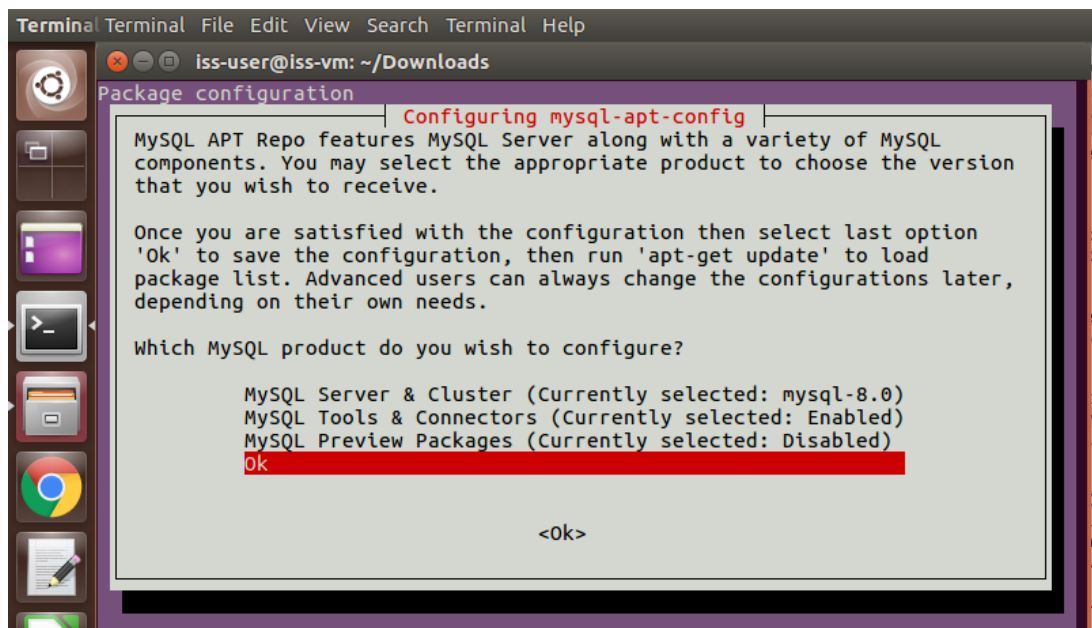 Terminal Terminal File Edit View Search Terminal Help
iss-user@iss-vm: ~/Downloads
Package configuration
Configuring mysql-apt-config
MySQL APT Repo features MySQL Server along with a variety of MySQL
components. You may select the appropriate product to choose the version
that you wish to receive.
Once you are satisfied with the configuration then select last option
'Ok' to save the configuration, then run 'apt-get update' to load
package list. Advanced users can always change the configurations later,
depending on their own needs.
Which MySQL product do you wish to configure?
MySQL Server & Cluster (Currently selected: mysql-8.0)
MySQL Tools & Connectors (Currently selected: Enabled)
MySQL Preview Packages (Currently selected: Disabled)
Ok
<Ok>